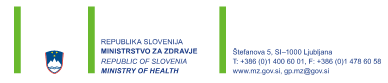 REPUBLIKA SLOVENIJA
MINISTRSTVO ZA ZDRAVJE
REPUBLIC OF SLOVENIA
MINISTRY OF HEALTH
Štefanova 5, SI–1000 Ljubljana
T: +386 (0)1 400 60 01, F: +386 (0)1 478 60 58
www.mz.gov.si, gp.mz@gov.si